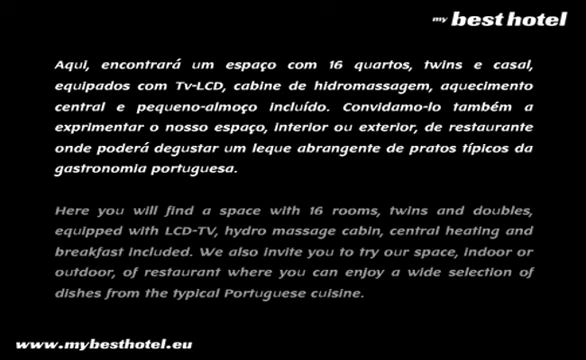 my best hotel
Aqui, encontrará um espaço com 16 quartos, twins e casal,
equipados com Tv-LCD, cabine de hidromassagem, aquecimento
central e pequeno-almoço incluído. Convidamo-lo também a
exprimentar o nosso espaço, interior ou exterior, de restaurante
onde poderá degustar um leque abrangente de pratos típicos da
gastronomia portuguesa.
Here you will find a space with 16 rooms, twins and doubles,
equipped with LCD-TV, hydro massage cabin, central heating and
breakfast included. We also invite you to try our space, indoor or
outdoor, of restaurant where you can enjoy a wide selection of
dishes from the typical Portuguese cuisine.
www.mybesthotel.eu